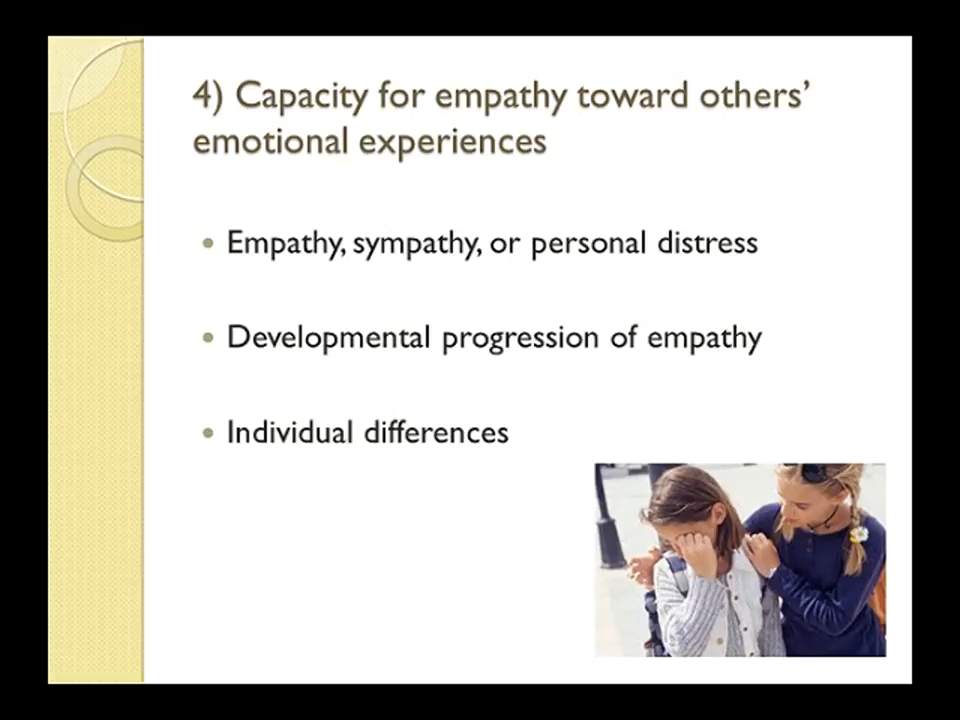 4) Capacity for empathy toward others’
emotional experiences
• Empathy, sympathy, or personal distress
• Developmental progression of empathy
• Individual differences